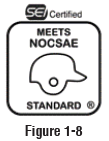 SEI Certified
MEETS
NOCSAE
STANDARD ®
Figure 1-8